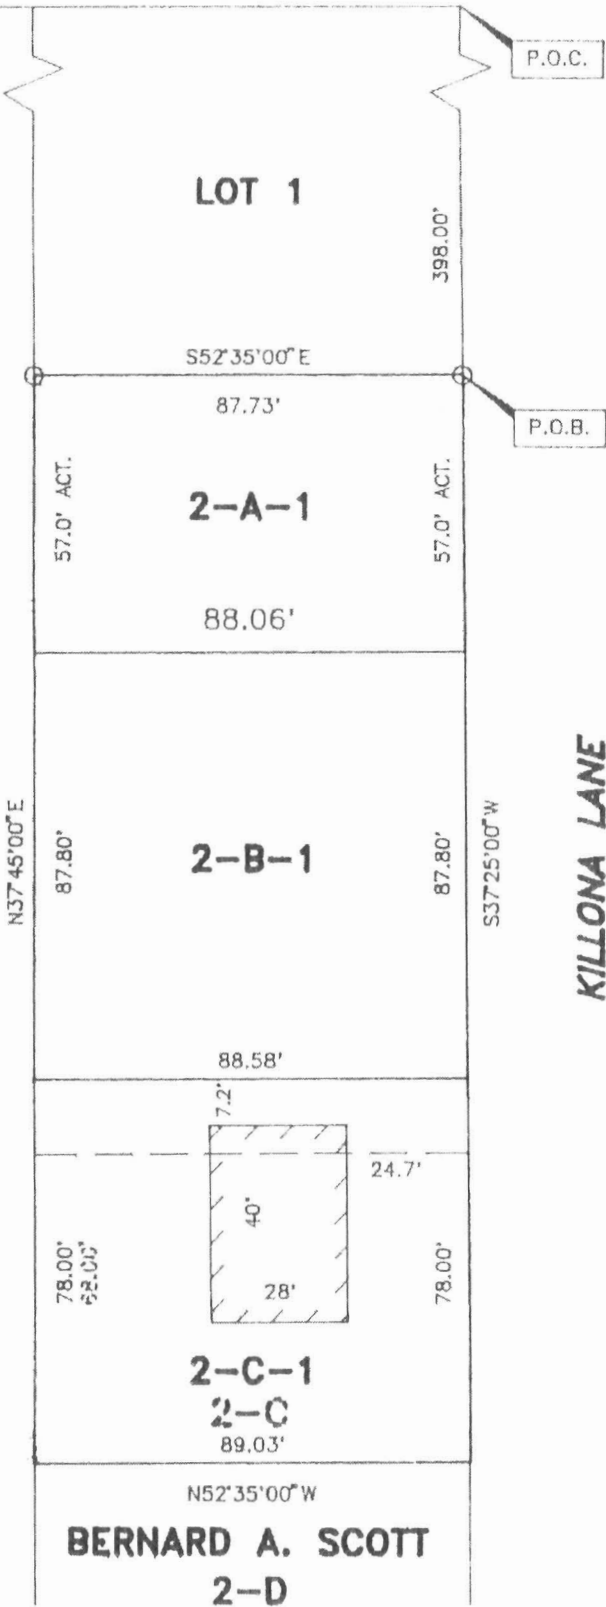 P.O.C.
LOT 1
398.00'
S52°35'00"E
87.73'
P.O.B.
57.0' ACT.
2-A-1
57.0' ACT.
88.06'
N37°45'00"E
87.80'
2-B-1
87.80'
S37°25'00"W
KILLONA LANE
88.58'
7.2'
24.7'
40'
28'
78.00'
68.00'
78.00'
2-C-1
2-C
89.03'
N52°35'00"W
BERNARD A. SCOTT
2-D